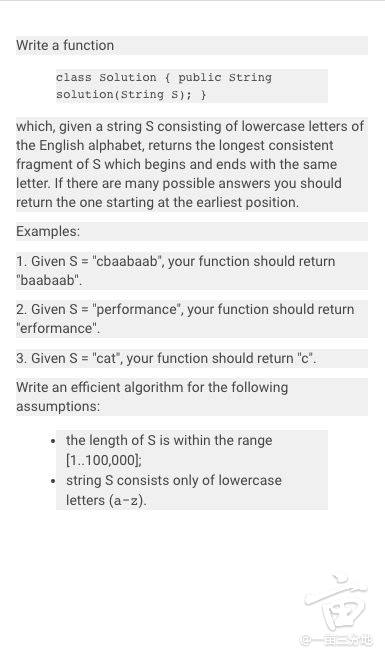 Write a function
class Solution { public String
solution(String S); }
which, given a string S consisting of lowercase letters of
the English alphabet, returns the longest consistent
fragment of S which begins and ends with the same
letter. If there are many possible answers you should
return the one starting at the earliest position.
Examples:
1. Given S = "cbaabaab", your function should return
"baabaab".
2. Given S = "performance", your function should return
"erformance".
3. Given S = "cat", your function should return "c".
Write an efficient algorithm for the following
assumptions:
• the length of S is within the range
[1..100,000];
• string S consists only of lowercase
letters (a-z).
亩
@一亩三分地